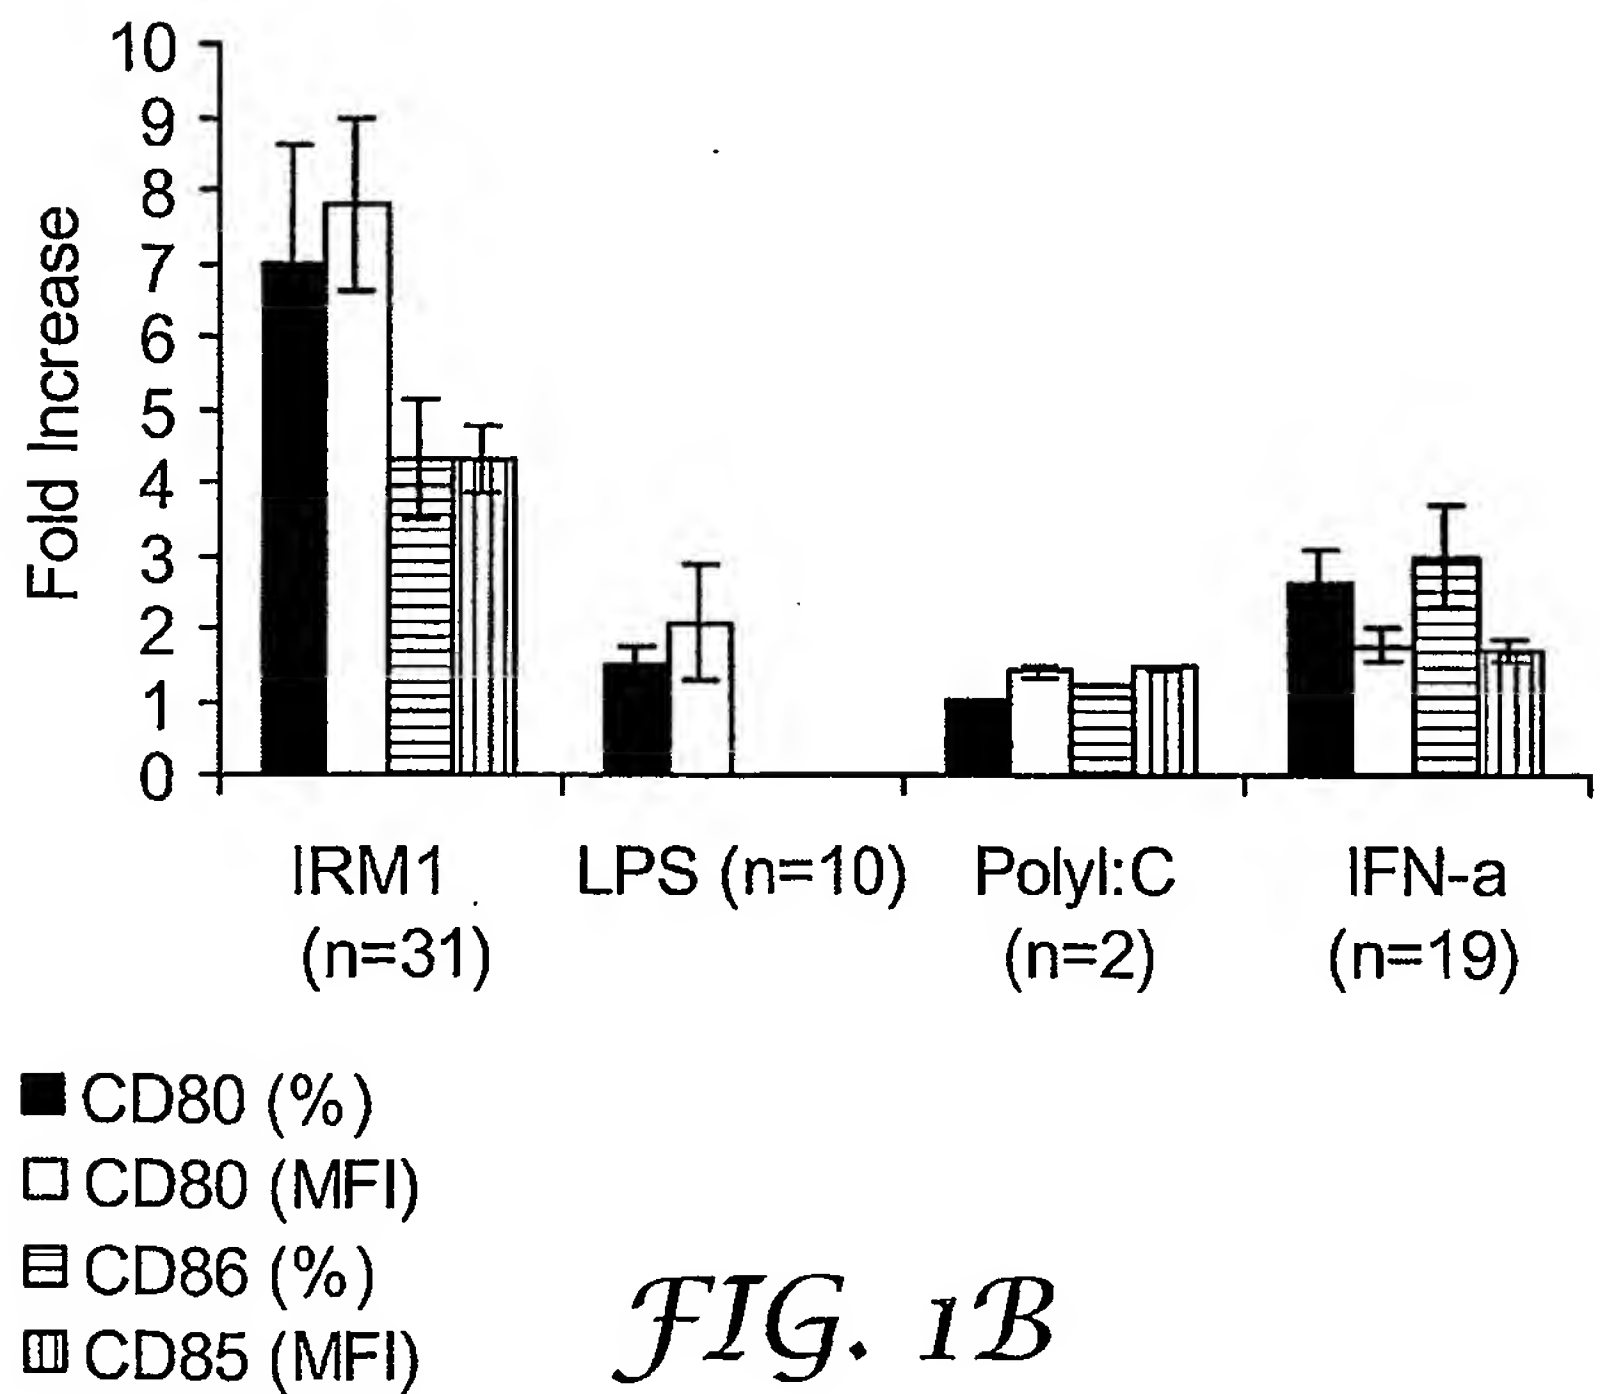 10
9
8
7
6
5
4
3
2
1
0
Fold Increase
IRM1
(n=31)
LPS (n=10)
PolyI:C
(n=2)
IFN-a
(n=19)
CD80 (%)
CD80 (MFI)
CD86 (%)
CD85 (MFI)
FIG. 1B